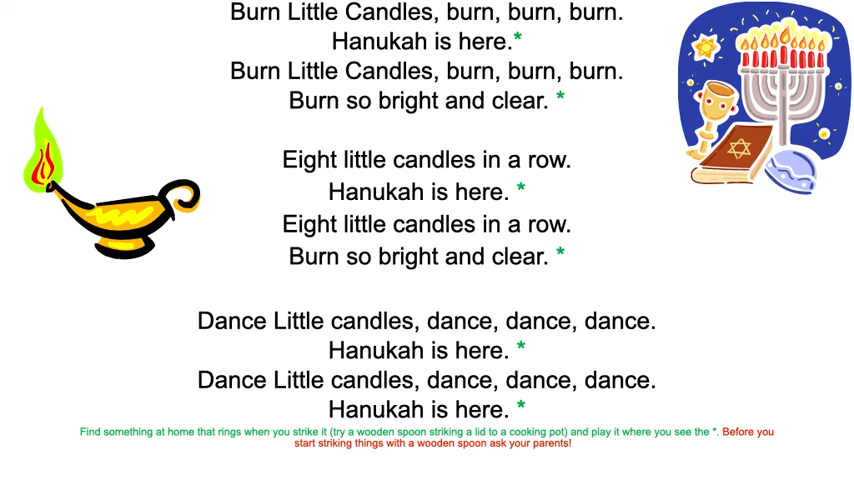 Burn Little Candles, burn, burn, burn.
Hanukah is here.*
Burn Little Candles, burn, burn, burn.
Burn so bright and clear. *
Eight little candles in a row.
Hanukah is here. *
Eight little candles in a row.
Burn so bright and clear. *
Dance Little candles, dance, dance, dance.
Hanukah is here. *
Dance Little candles, dance, dance, dance.
Hanukah is here. *
Find something at home that rings when you strike it (try a wooden spoon striking a lid to a cooking pot) and play it where you see the *. Before you
start striking things with a wooden spoon ask your parents!